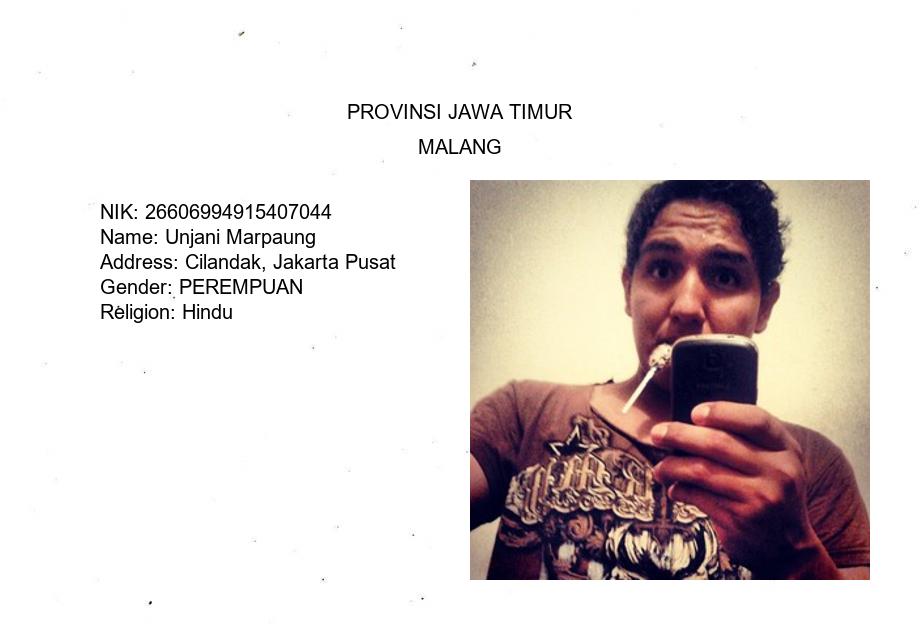 PROVINSI JAWA TIMUR
MALANG
NIK: 26606994915407044
Name: Unjani Marpaung
Address: Cilandak, Jakarta Pusat
Gender: PEREMPUAN
Religion: Hindu